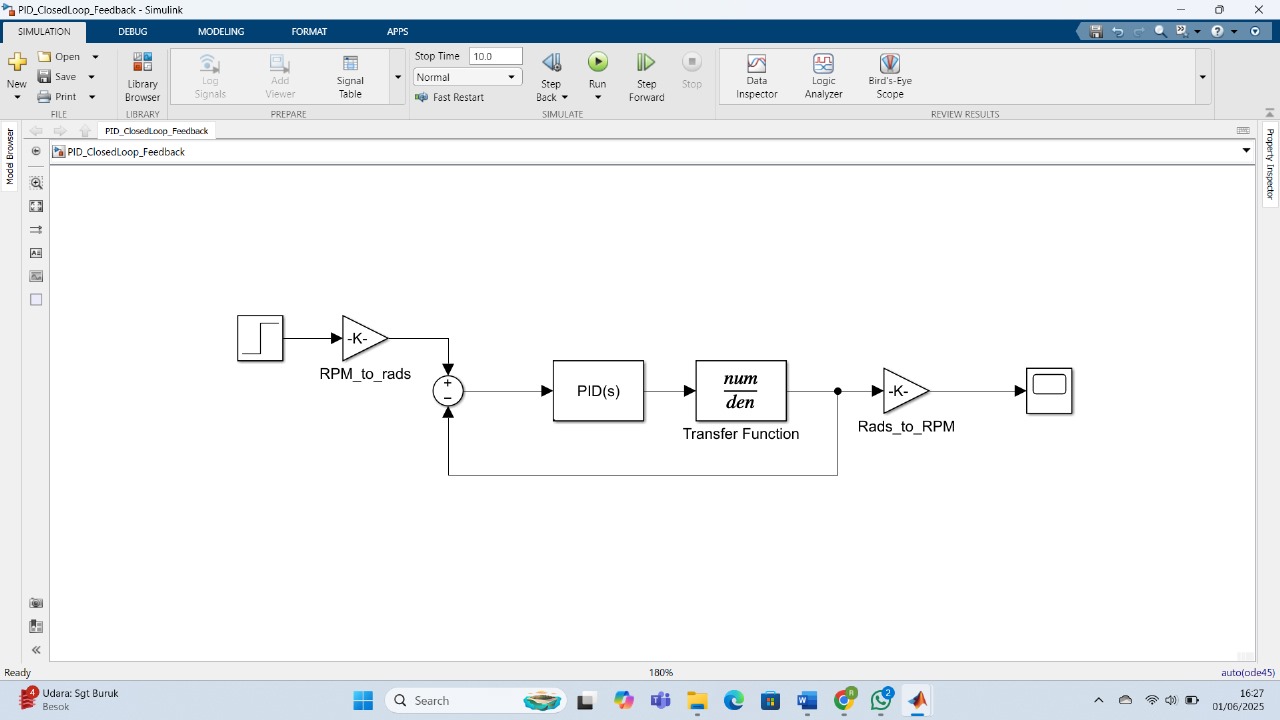 PID_ClosedLoop_Feedback - Simulink
SIMULATION DEBUG MODELING FORMAT APPS
New
Open
Save
Print
FILE
Library
Browser
LIBRARY
Log
Signals
Add
Viewer
Signal
Table
PREPARE
Stop Time 10.0
Normal
Fast Restart
Step
Back
Run
Step
Forward
Stop
SIMULATE
Data
Inspector
Logic
Analyzer
Bird's-Eye
Scope
REVIEW RESULTS
Model Browser
PID_ClosedLoop_Feedback
PID_ClosedLoop_Feedback
Property Inspector
-K-
RPM_to_rads
+
−
PID(s)
num
den
Transfer Function
-K-
Rads_to_RPM
Ready
180%
auto(ode45)
4
Udara: Sgt Buruk
Besok
Search
R
2
16:27
01/06/2025